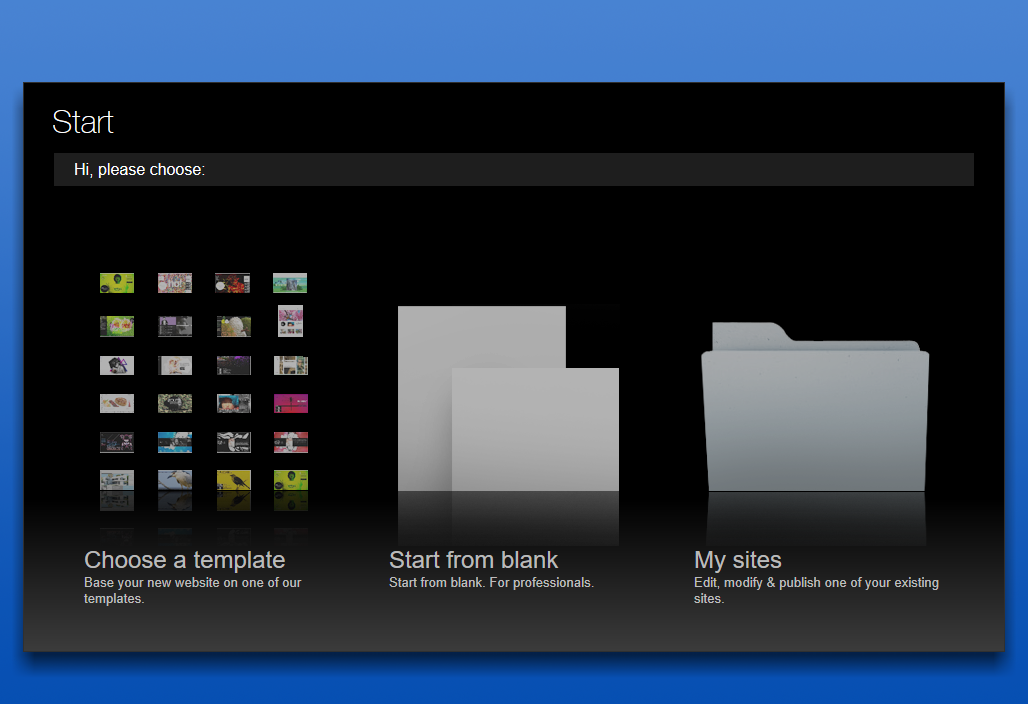 Start
Hi, please choose:
Choose a template
Base your new website on one of our
templates.
Start from blank
Start from blank. For professionals.
My sites
Edit, modify & publish one of your existing
sites.